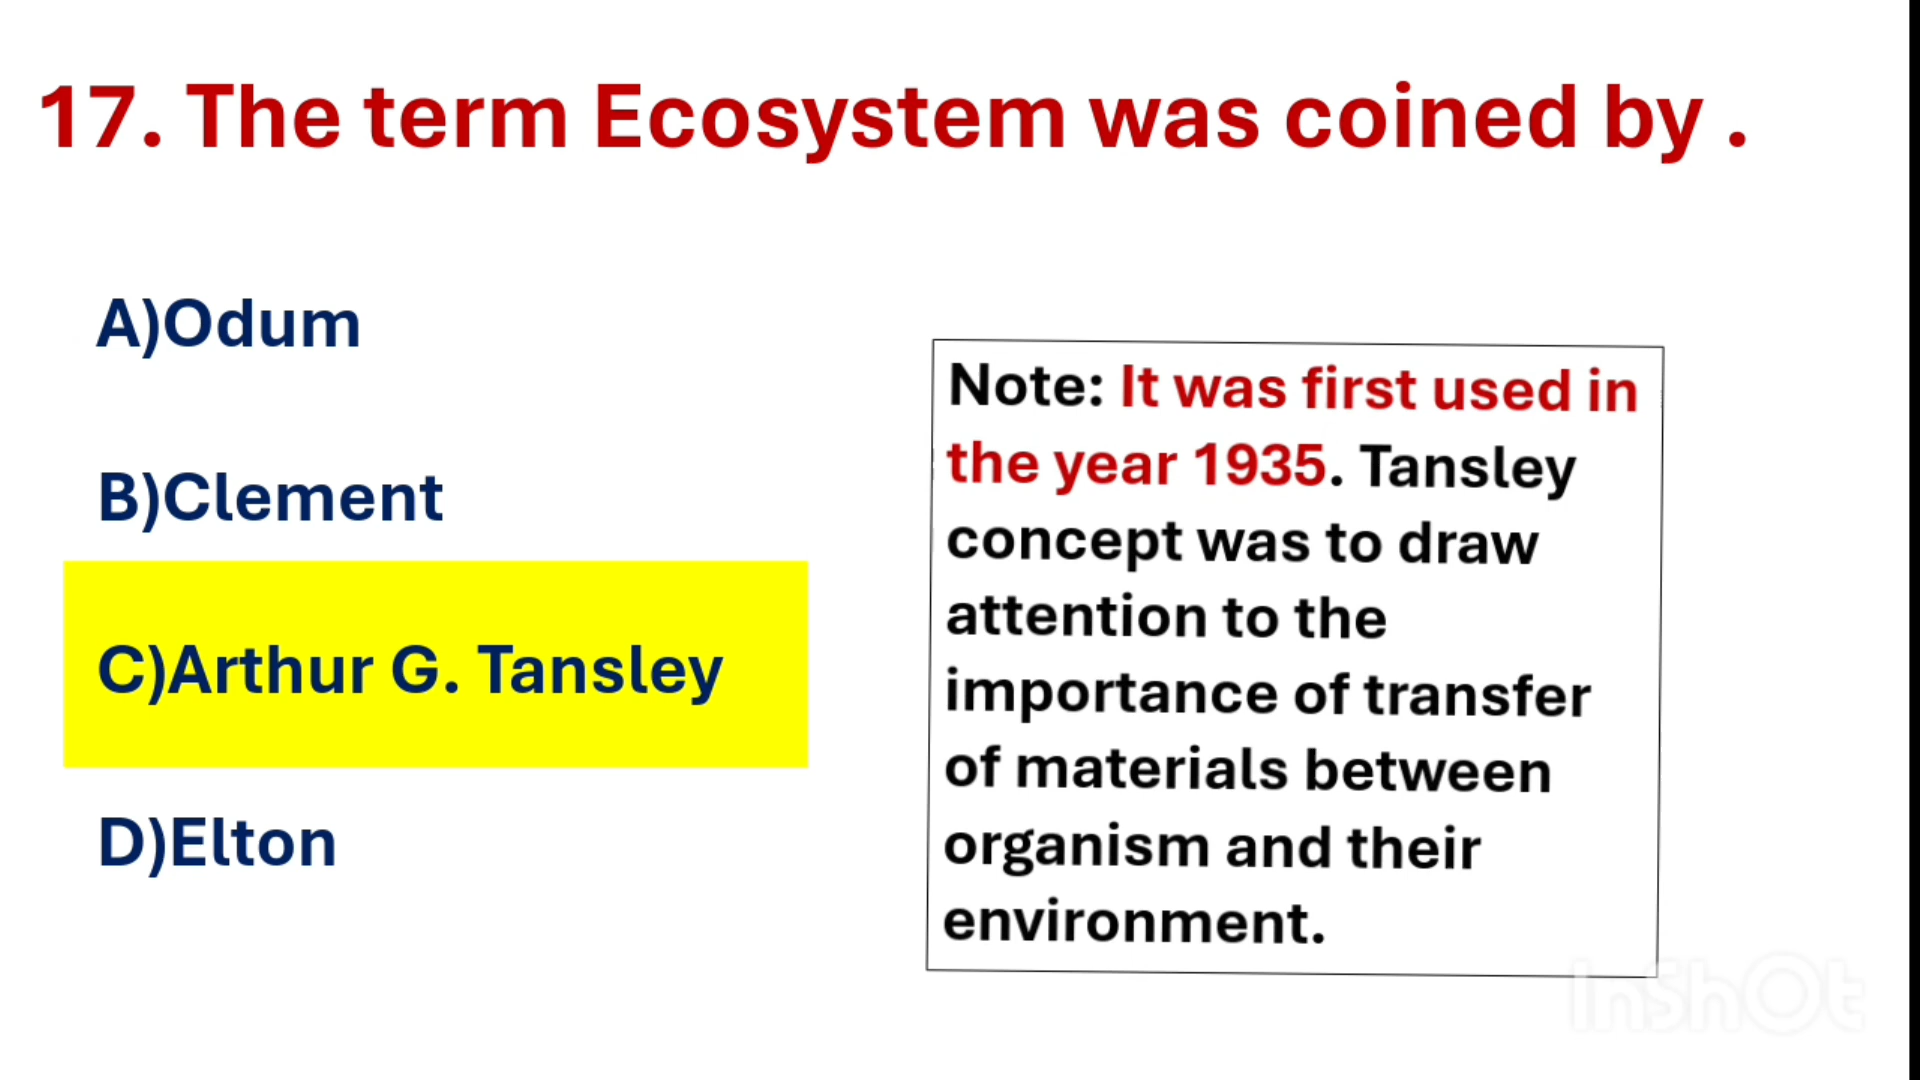 17. The term Ecosystem was coined by .
A)Odum
B)Clement
C)Arthur G. Tansley
D)Elton
Note: It was first used in
the year 1935. Tansley
concept was to draw
attention to the
importance of transfer
of materials between
organism and their
environment.
InShOt